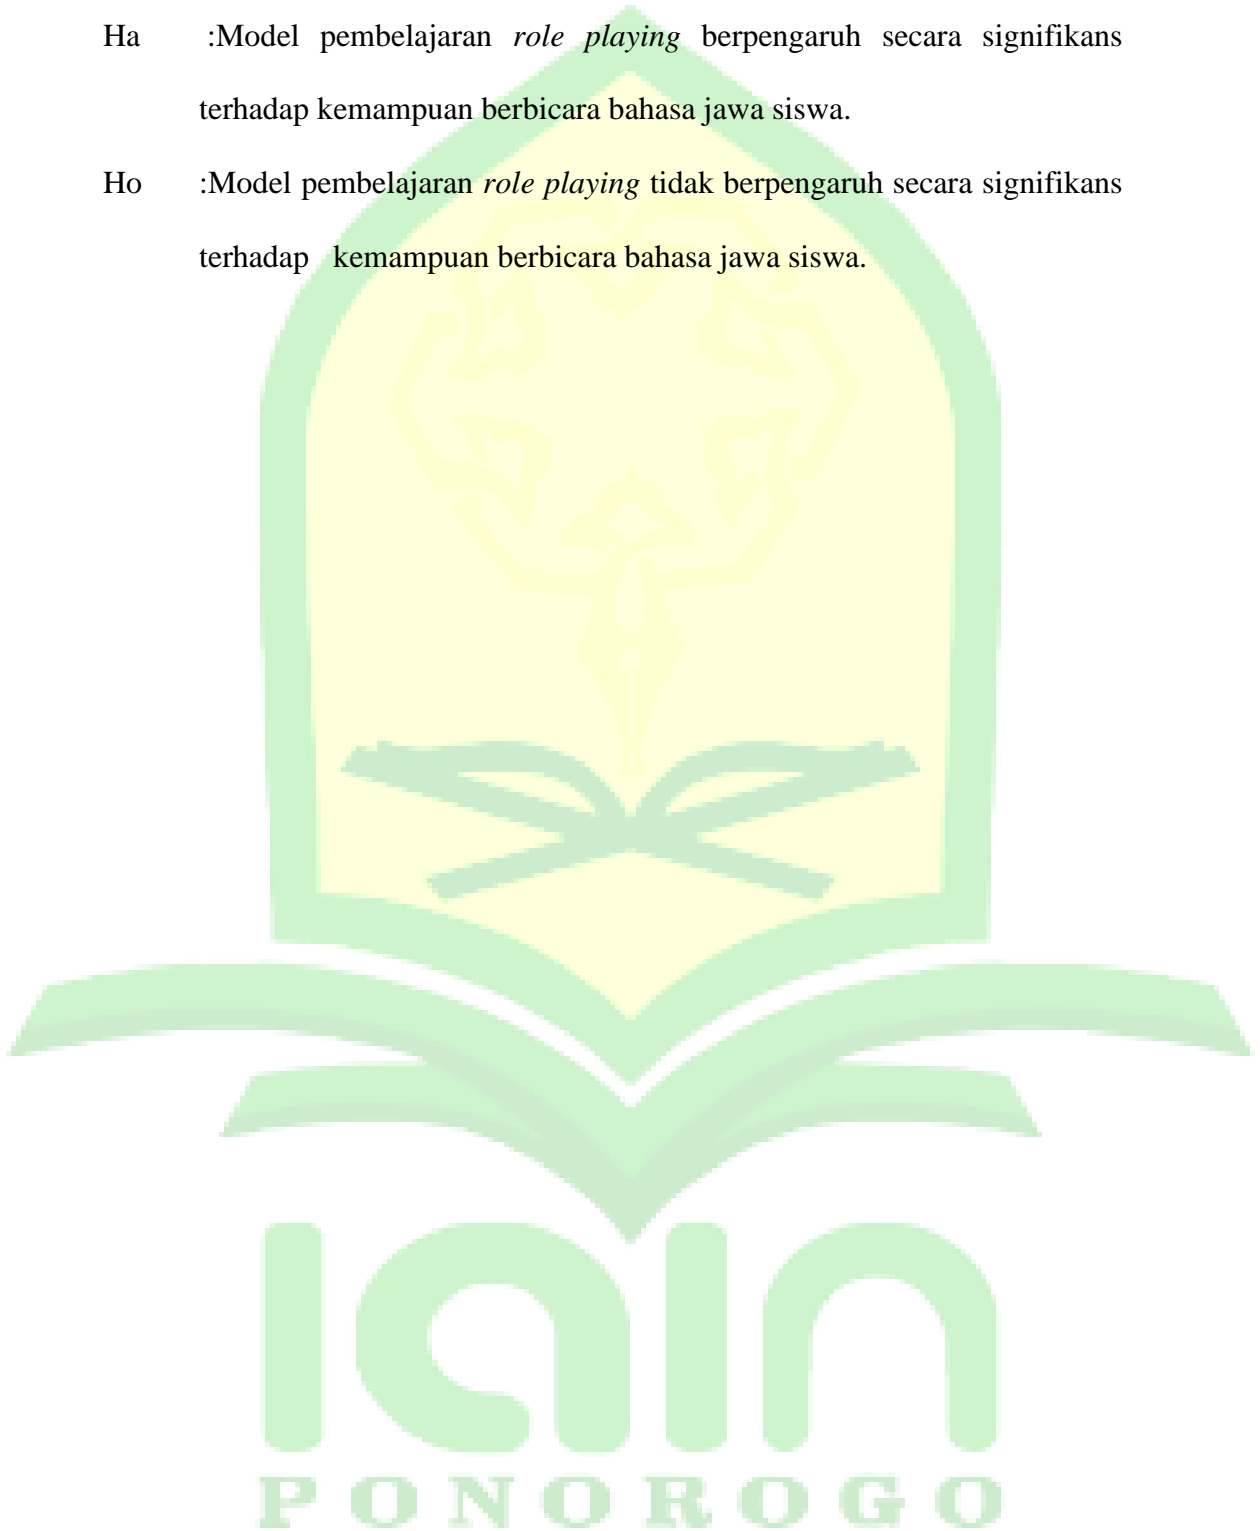 Ha :Model pembelajaran role playing berpengaruh secara signifikans
terhadap kemampuan berbicara bahasa jawa siswa.
Ho :Model pembelajaran role playing tidak berpengaruh secara signifikans
terhadap kemampuan berbicara bahasa jawa siswa.
iain
PONOROGO